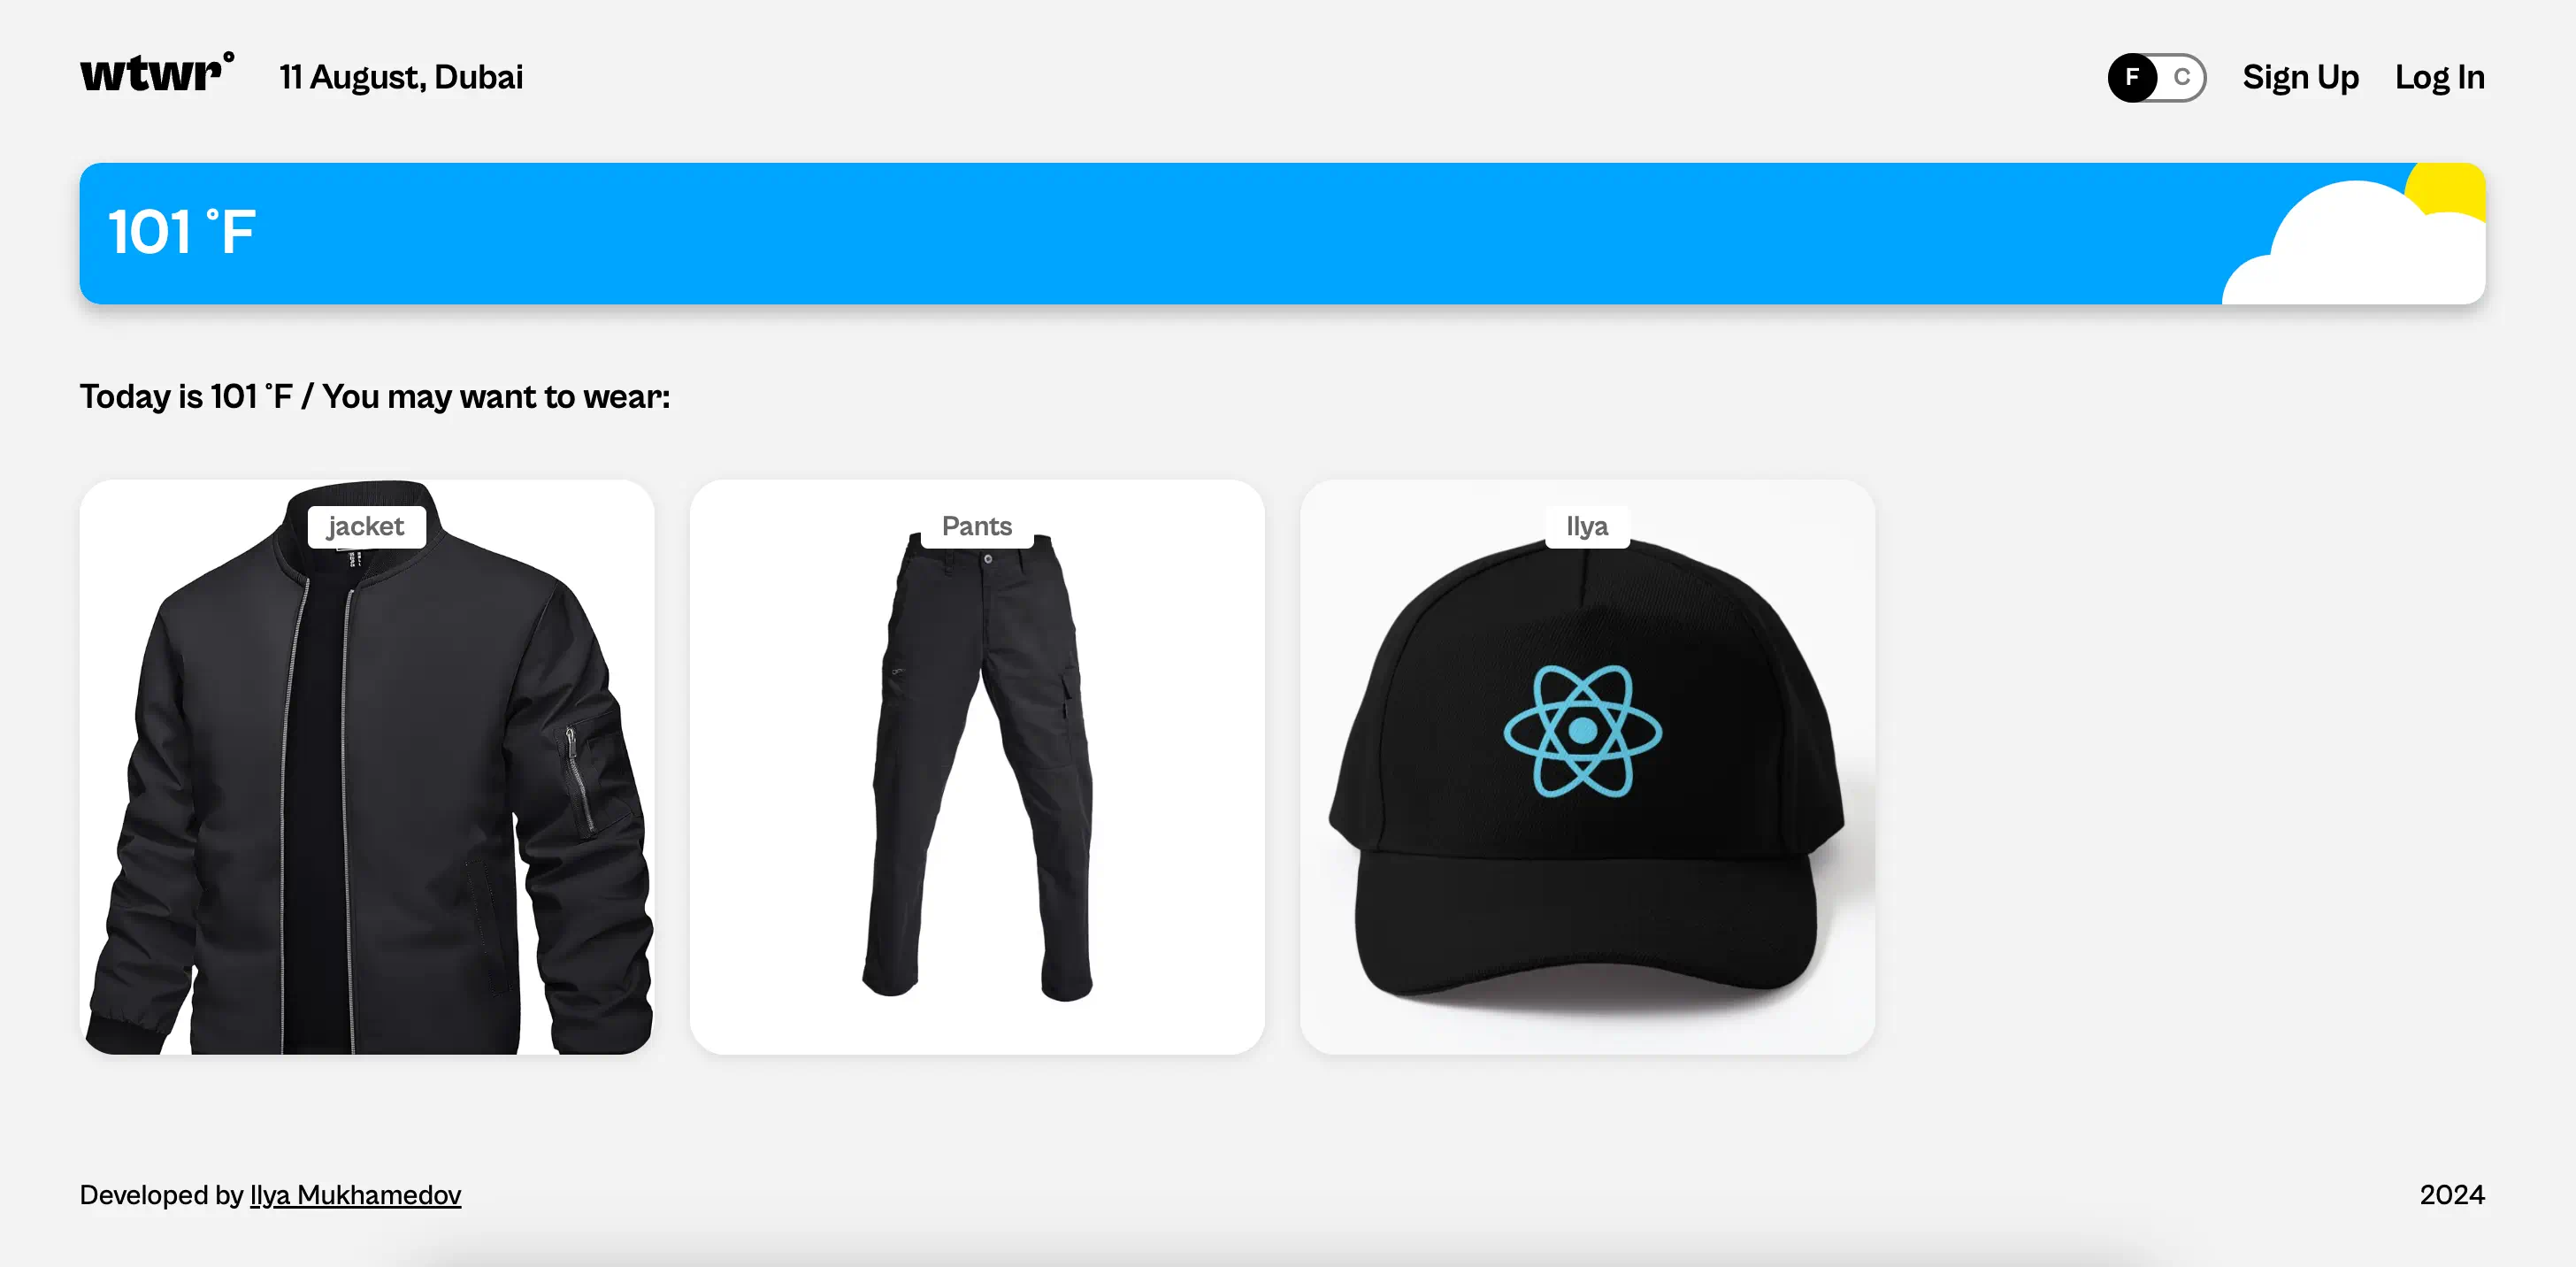 wtwr°
11 August, Dubai
F C
Sign Up
Log In
101 °F
Today is 101 °F / You may want to wear:
jacket
Pants
Ilya
Developed by Ilya Mukhamedov
2024